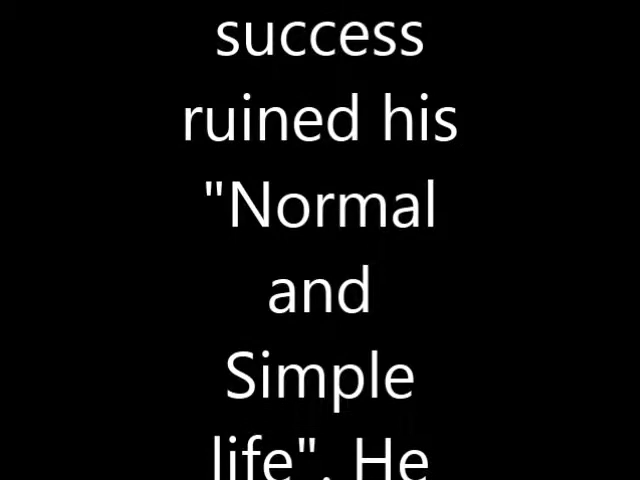 success
ruined his
"Normal
and
Simple
life". He